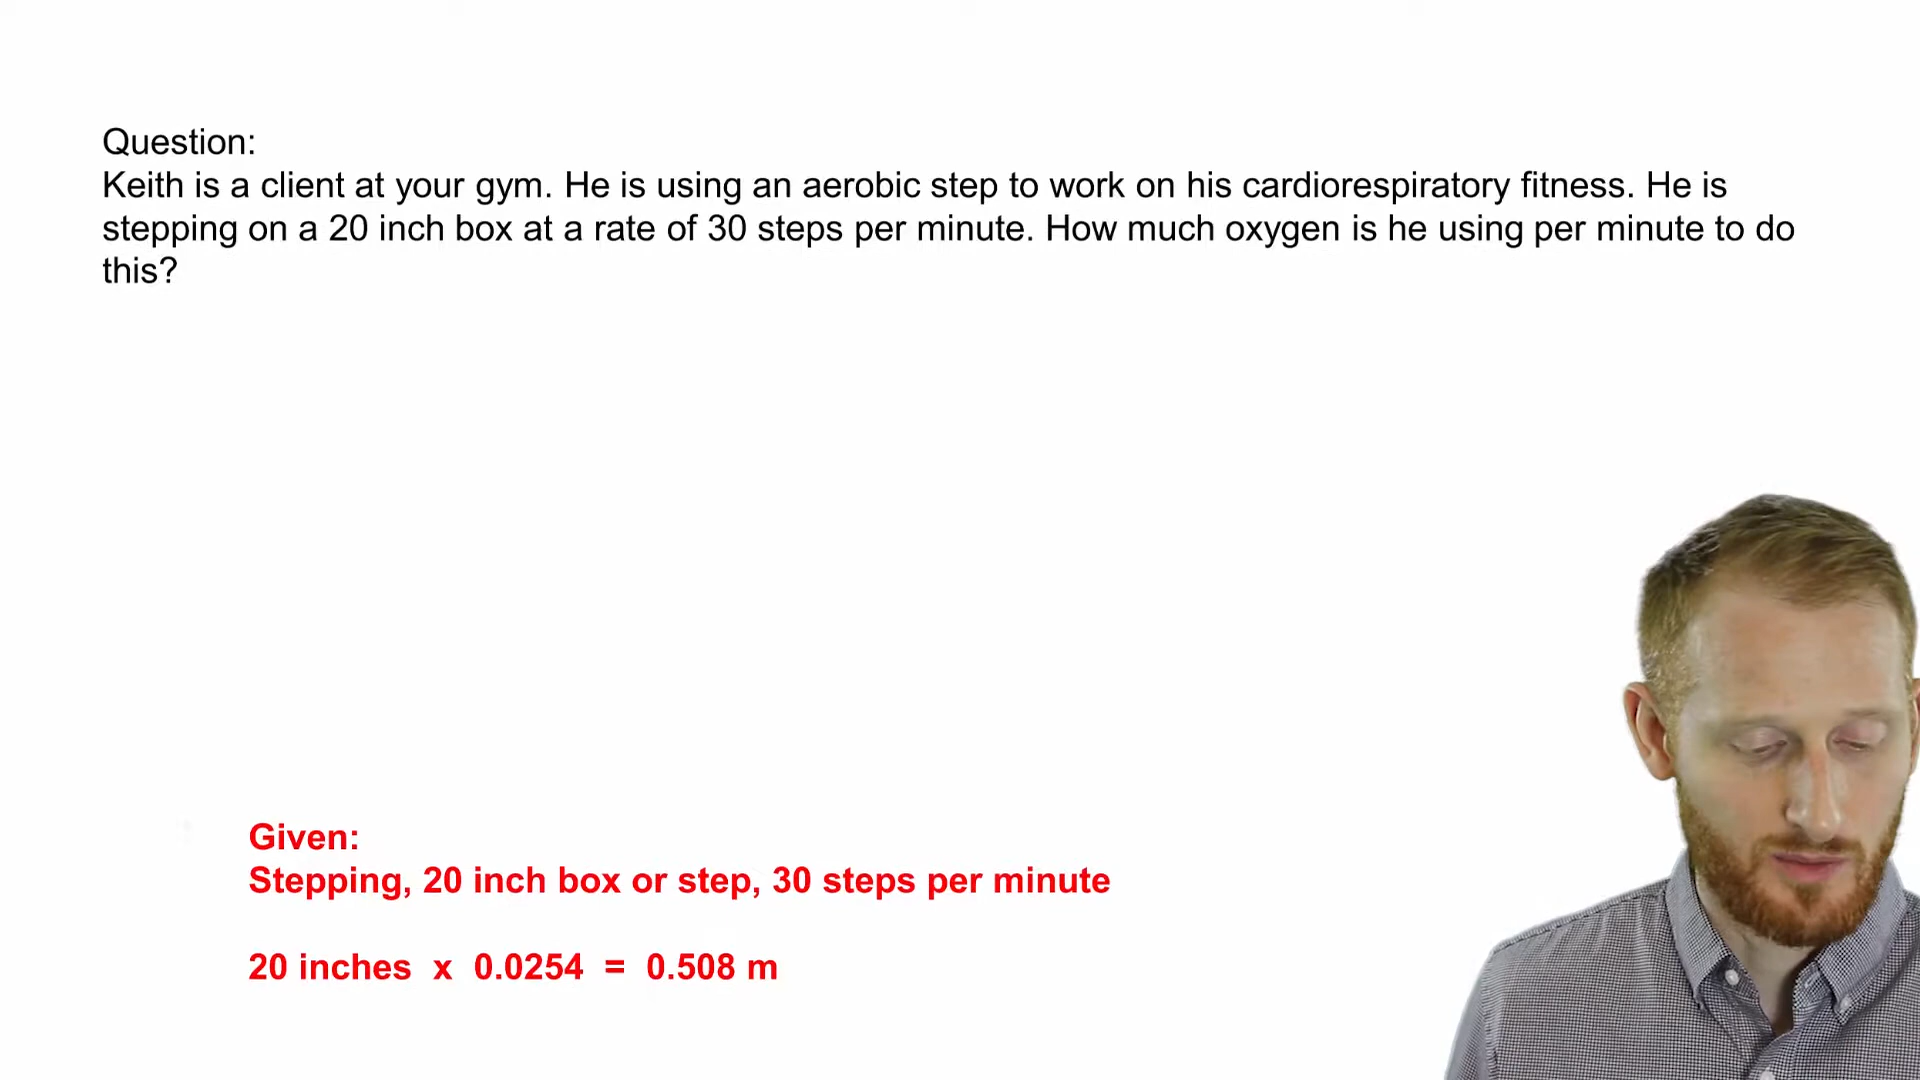 Question:
Keith is a client at your gym. He is using an aerobic step to work on his cardiorespiratory fitness. He is
stepping on a 20 inch box at a rate of 30 steps per minute. How much oxygen is he using per minute to do
this?
Given:
Stepping, 20 inch box or step, 30 steps per minute
20 inches x 0.0254 = 0.508 m